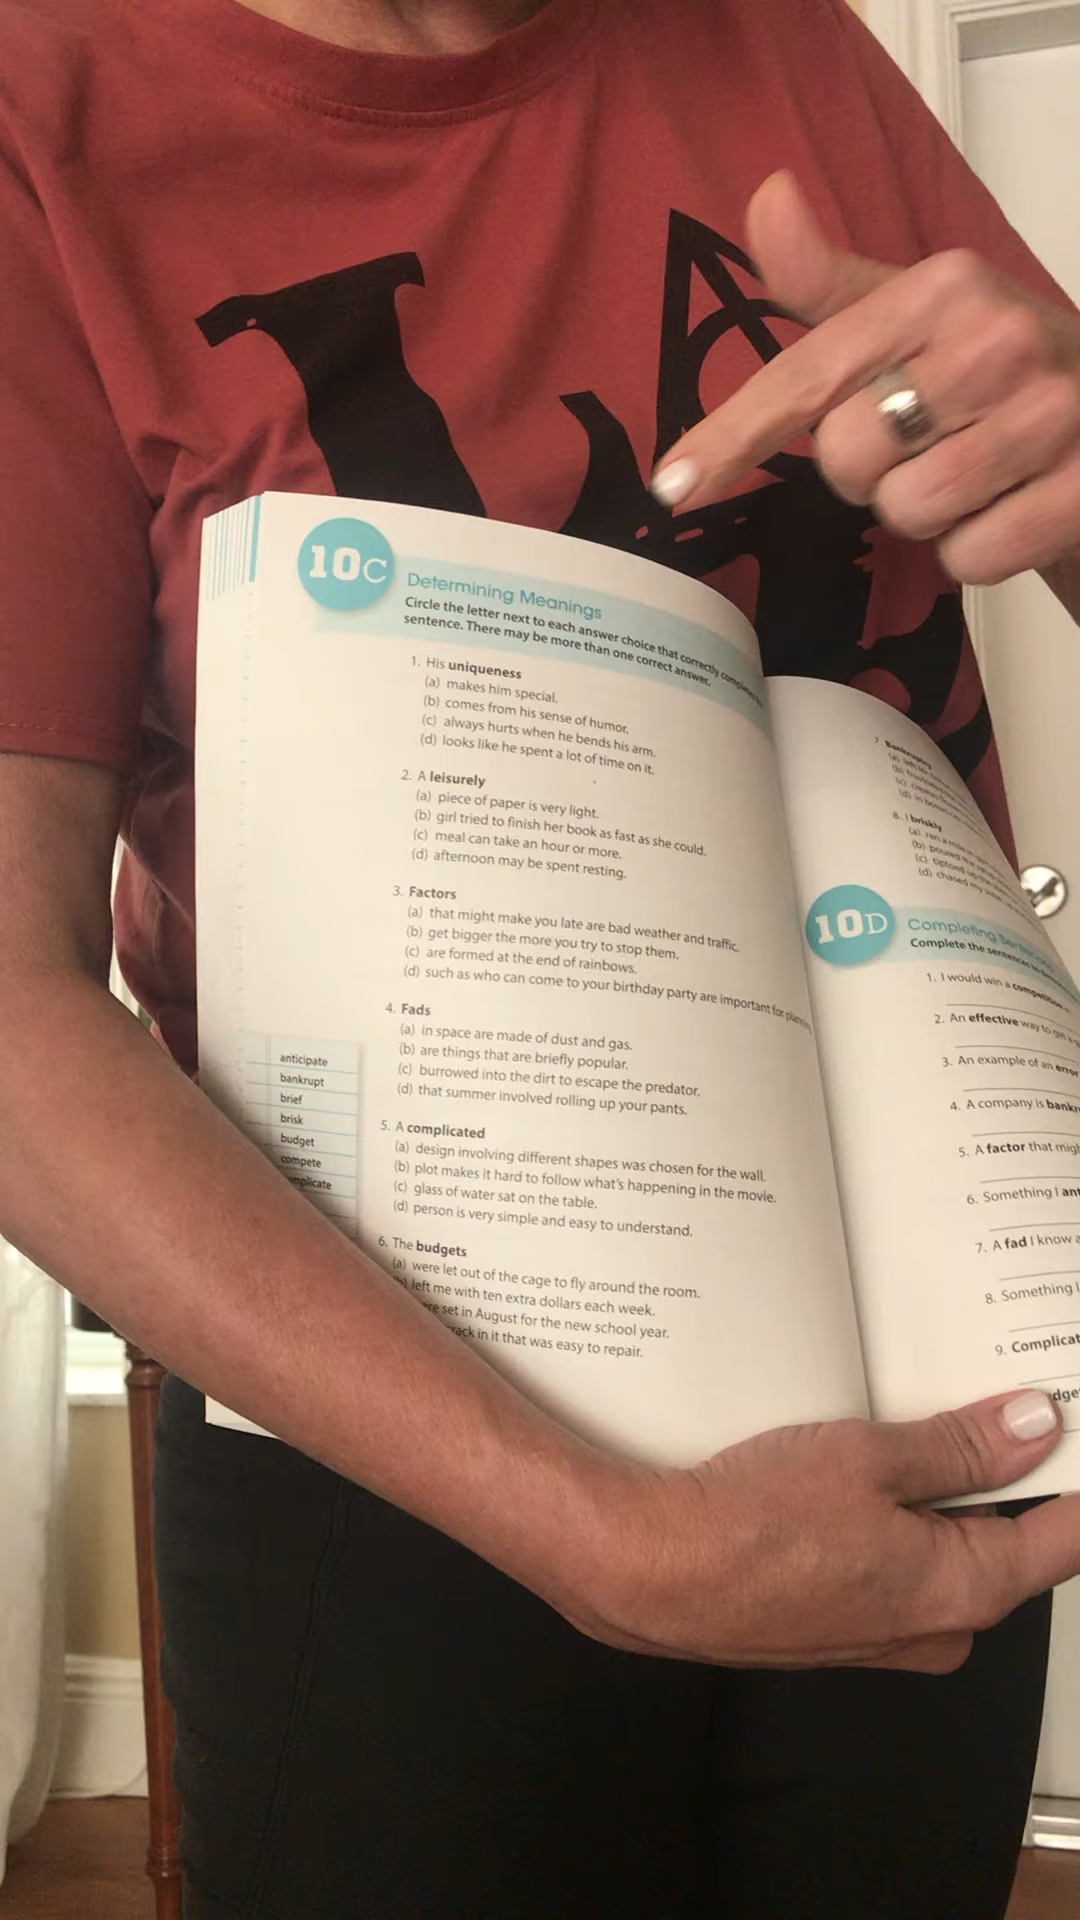 10C
Determining Meanings
Circle the letter next to each answer choice that correctly completes
sentence. There may be more than one correct answer.
1. His uniqueness
(a) makes him special.
(b) comes from his sense of humor.
(c) always hurts when he bends his arm.
(d) looks like he spent a lot of time on it.
2. A leisurely
(a) piece of paper is very light.
(b) girl tried to finish her book as fast as she could.
(c) meal can take an hour or more.
(d) afternoon may be spent resting.
3. Factors
(a) that might make you late are bad weather and traffic.
(b) get bigger the more you try to stop them.
(c) are formed at the end of rainbows.
(d) such as who can come to your birthday party are important for
4. Fads
(a) in space are made of dust and gas.
(b) are things that are briefly popular.
(c) burrowed into the dirt to escape the predator.
(d) that summer involved rolling up your pants.
5. A complicated
(a) design involving different shapes was chosen for the wall.
(b) plot makes it hard to follow what's happening in the movie.
(c) glass of water sat on the table.
(d) person is very simple and easy to understand.
6. The budgets
(a) were let out of the cage to fly around the room.
left me with ten extra dollars each week.
set in August for the new school year.
in it that was easy to repair.
anticipate
bankrupt
brief
brisk
budget
compete
7. Bankruptcy
8. I briskly
(a) ran a
(b) poured the
(c) tiptoed up the
(d) chased my
10D
Completing
Complete the sentences to
1. I would win a
2. An effective way to
3. An example of an error
4. A company is
5. A factor that
6. Something I
7. A fad I know
8. Something I
9.